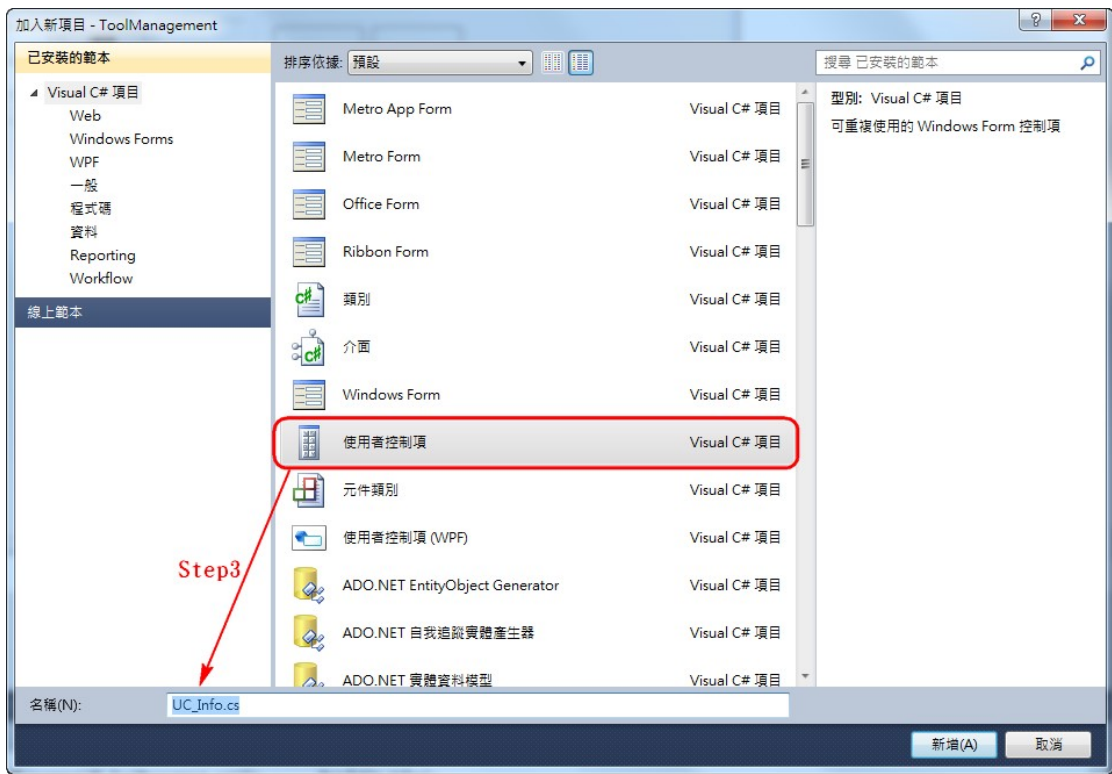 加入新項目 - ToolManagement
已安裝的範本
Visual C# 項目
Web
Windows Forms
WPF
一般
程式碼
資料
Reporting
Workflow
線上範本
排序依據: 預設
Metro App Form Visual C# 項目
Metro Form Visual C# 項目
Office Form Visual C# 項目
Ribbon Form Visual C# 項目
類別 Visual C# 項目
介面 Visual C# 項目
Windows Form Visual C# 項目
使用者控制項 Visual C# 項目
元件類別 Visual C# 項目
使用者控制項 (WPF) Visual C# 項目
ADO.NET EntityObject Generator Visual C# 項目
ADO.NET 自我追蹤實體產生器 Visual C# 項目
ADO.NET 實體資料模型 Visual C# 項目
搜尋 已安裝的範本
型別: Visual C# 項目
可重複使用的 Windows Form 控制項
Step3
名稱(N): UC_Info.cs
新增(A) 取消